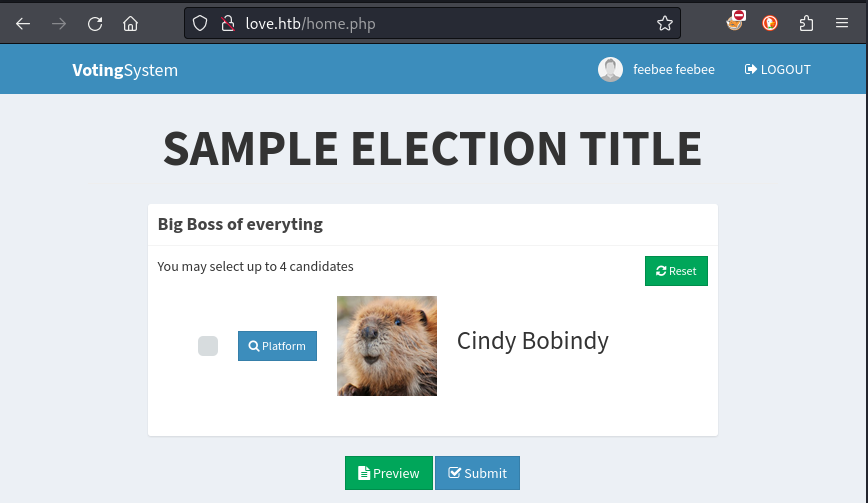 love.htb/home.php
VotingSystem
feebee feebee
LOGOUT
SAMPLE ELECTION TITLE
Big Boss of everyting
You may select up to 4 candidates
Reset
Platform
Cindy Bobindy
Preview
Submit